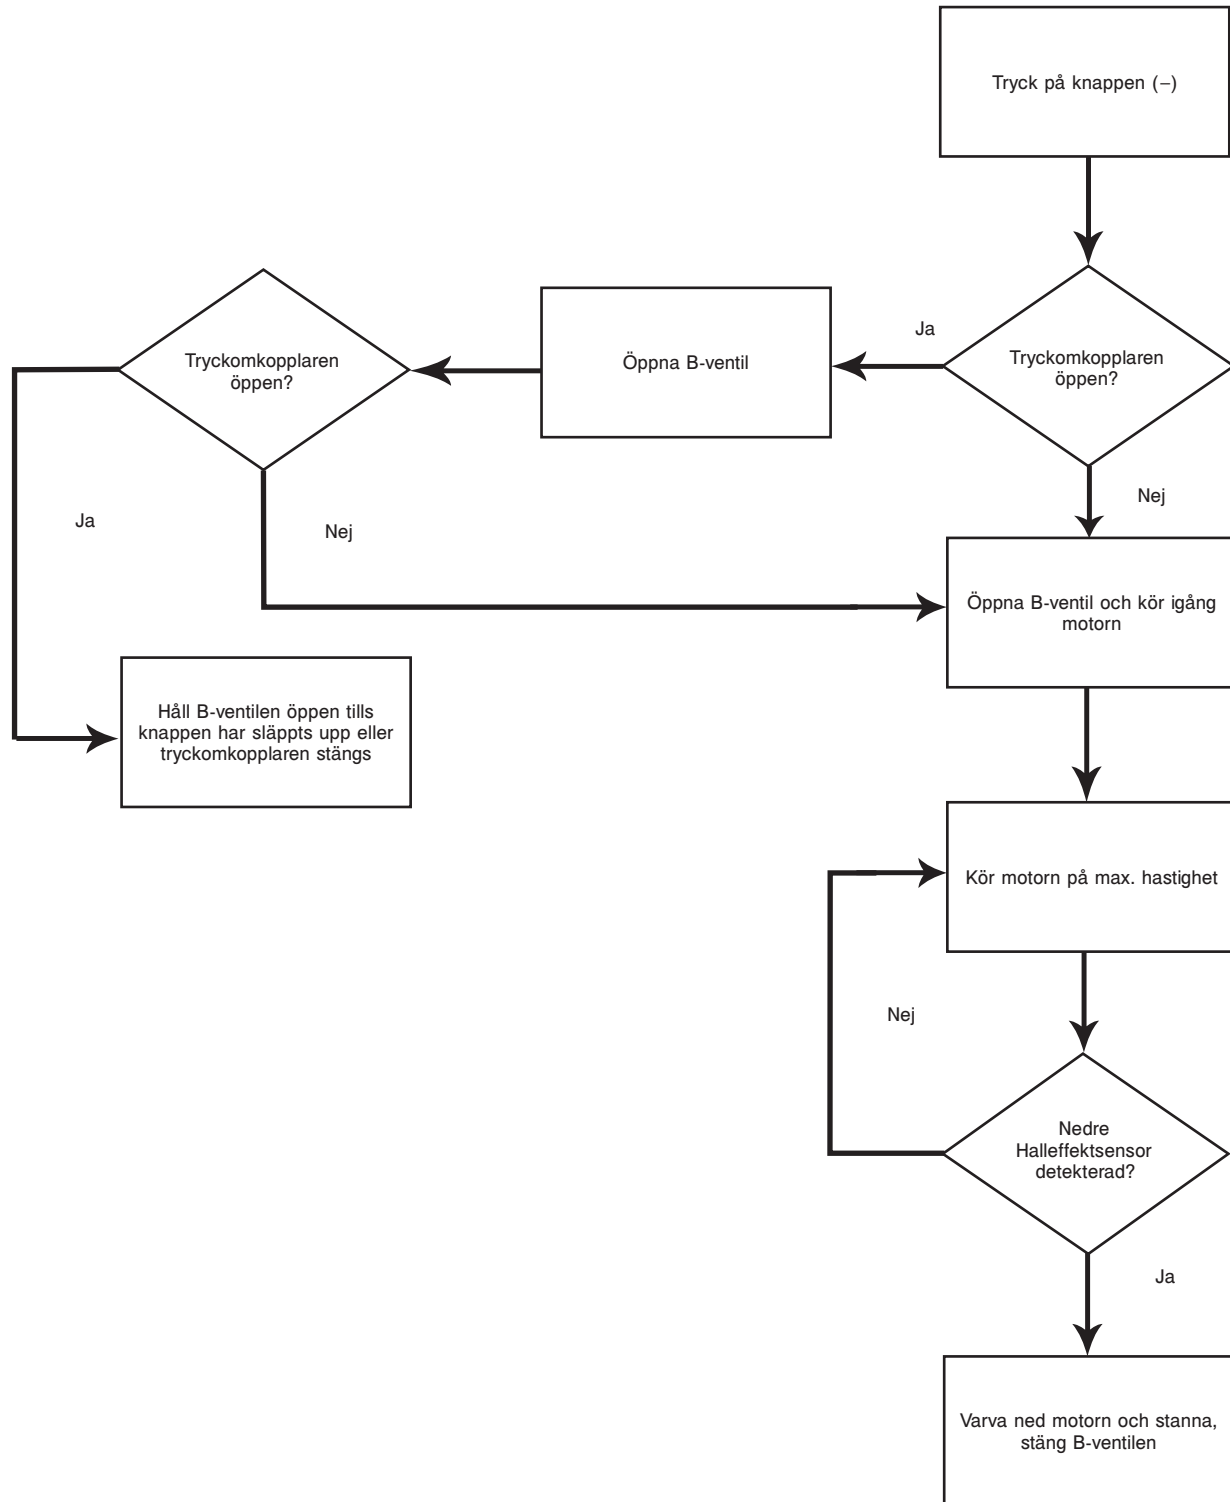 Tryck på knappen (–)
Ja
Tryckomkopplaren
öppen?
Öppna B-ventil
Tryckomkopplaren
öppen?
Nej
Ja
Nej
Öppna B-ventil och kör igång
motorn
Håll B-ventilen öppen tills
knappen har släppts upp eller
tryckomkopplaren stängs
Kör motorn på max. hastighet
Nej
Nedre
Halleffektsensor
detekterad?
Ja
Varva ned motorn och stanna,
stäng B-ventilen